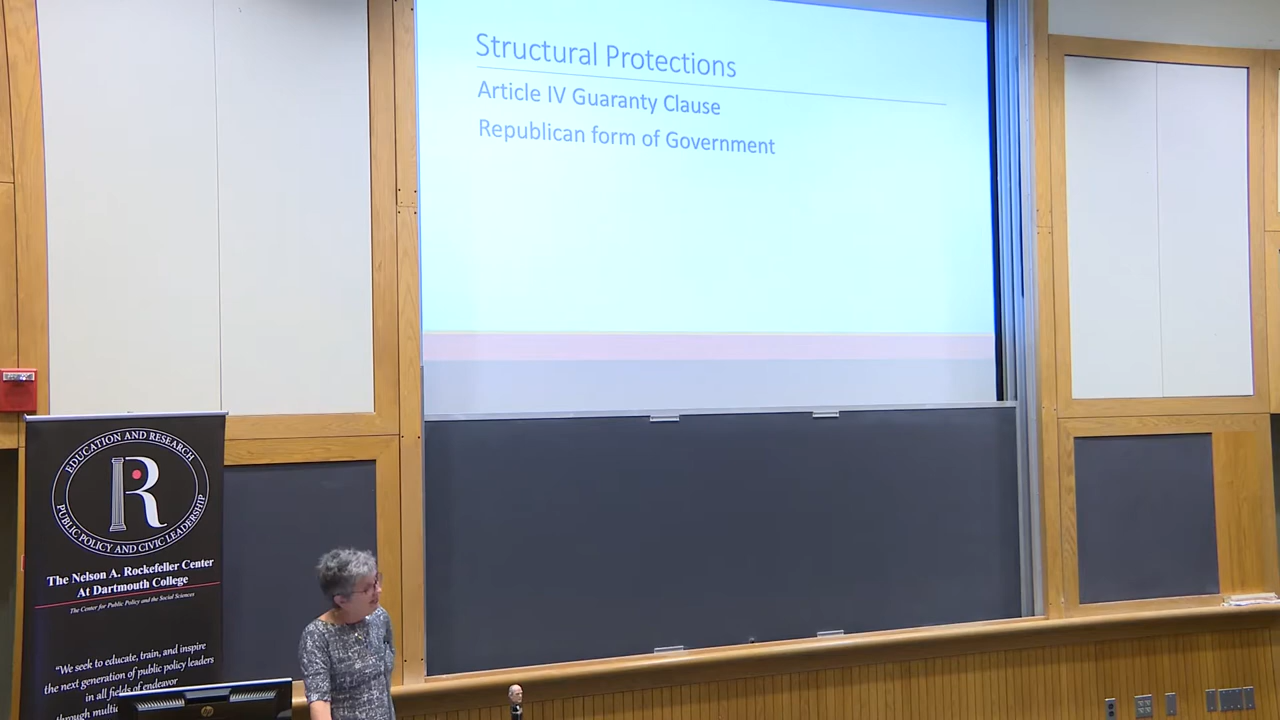 Structural Protections
Article IV Guaranty Clause
Republican form of Government
EDUCATION AND RESEARCH
R
PUBLIC POLICY AND CIVIC LEADERSHIP
The Nelson A. Rockefeller Center
At Dartmouth College
The Center for Public Policy and the Social Sciences
"We seek to educate, train, and inspire
the next generation of public policy leaders
in all fields of endeavor
through
hp